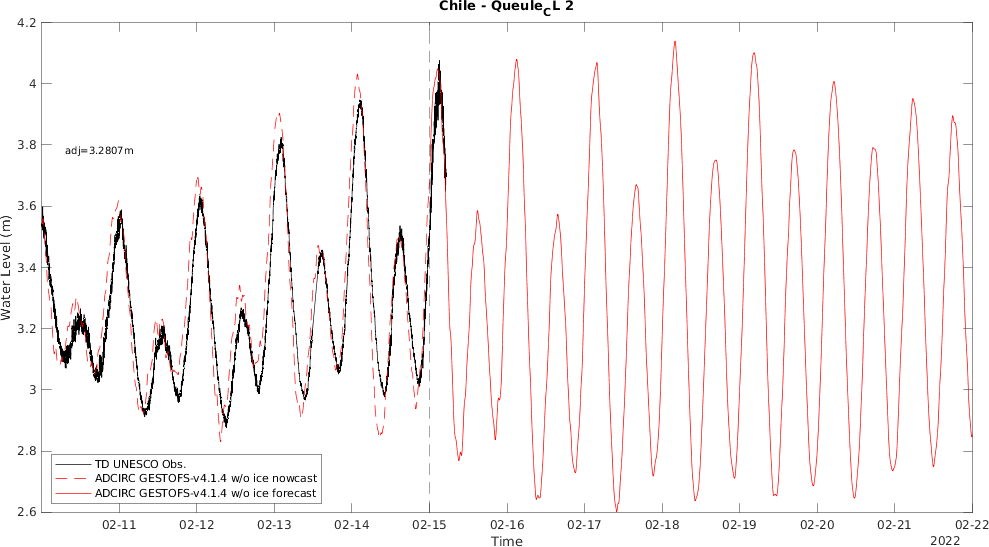 Chile - Queule_CL 2
4.2
4
3.8
3.6
3.4
3.2
3
2.8
2.6
Water Level (m)
adj=3.2807m
TD UNESCO Obs.
ADCIRC GESTOFS-v4.1.4 w/o ice nowcast
ADCIRC GESTOFS-v4.1.4 w/o ice forecast
02-11 02-12 02-13 02-14 02-15 02-16 02-17 02-18 02-19 02-20 02-21 02-22
Time
2022